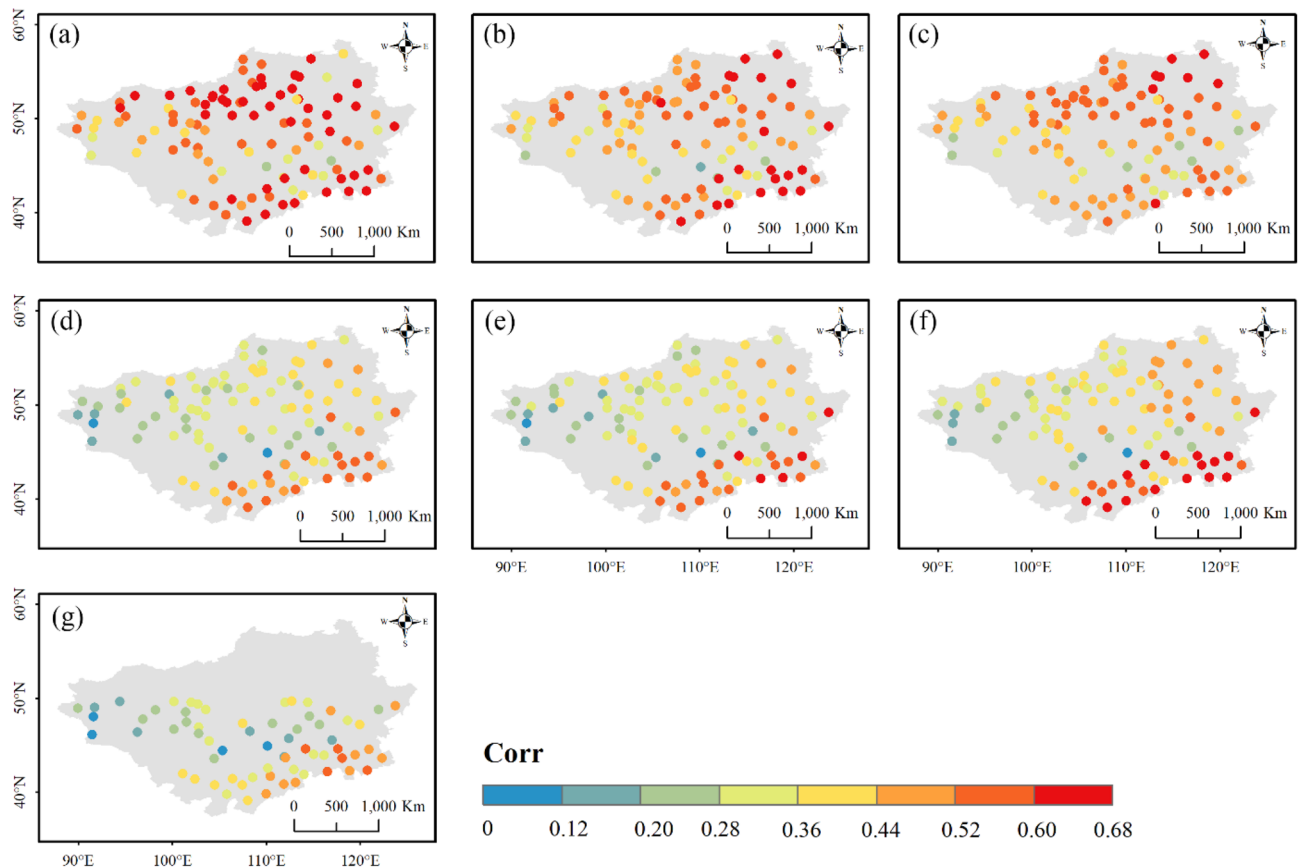 60°N
50°N
40°N
(a)
N
W E
S
0 500 1,000 Km
(b)
N
W E
S
0 500 1,000 Km
(c)
N
W E
S
0 500 1,000 Km
60°N
50°N
40°N
(d)
N
W E
S
0 500 1,000 Km
(e)
N
W E
S
0 500 1,000 Km
90°E 100°E 110°E 120°E
(f)
N
W E
S
0 500 1,000 Km
90°E 100°E 110°E 120°E
60°N
50°N
40°N
(g)
N
W E
S
0 500 1,000 Km
90°E 100°E 110°E 120°E
Corr
0 0.12 0.20 0.28 0.36 0.44 0.52 0.60 0.68